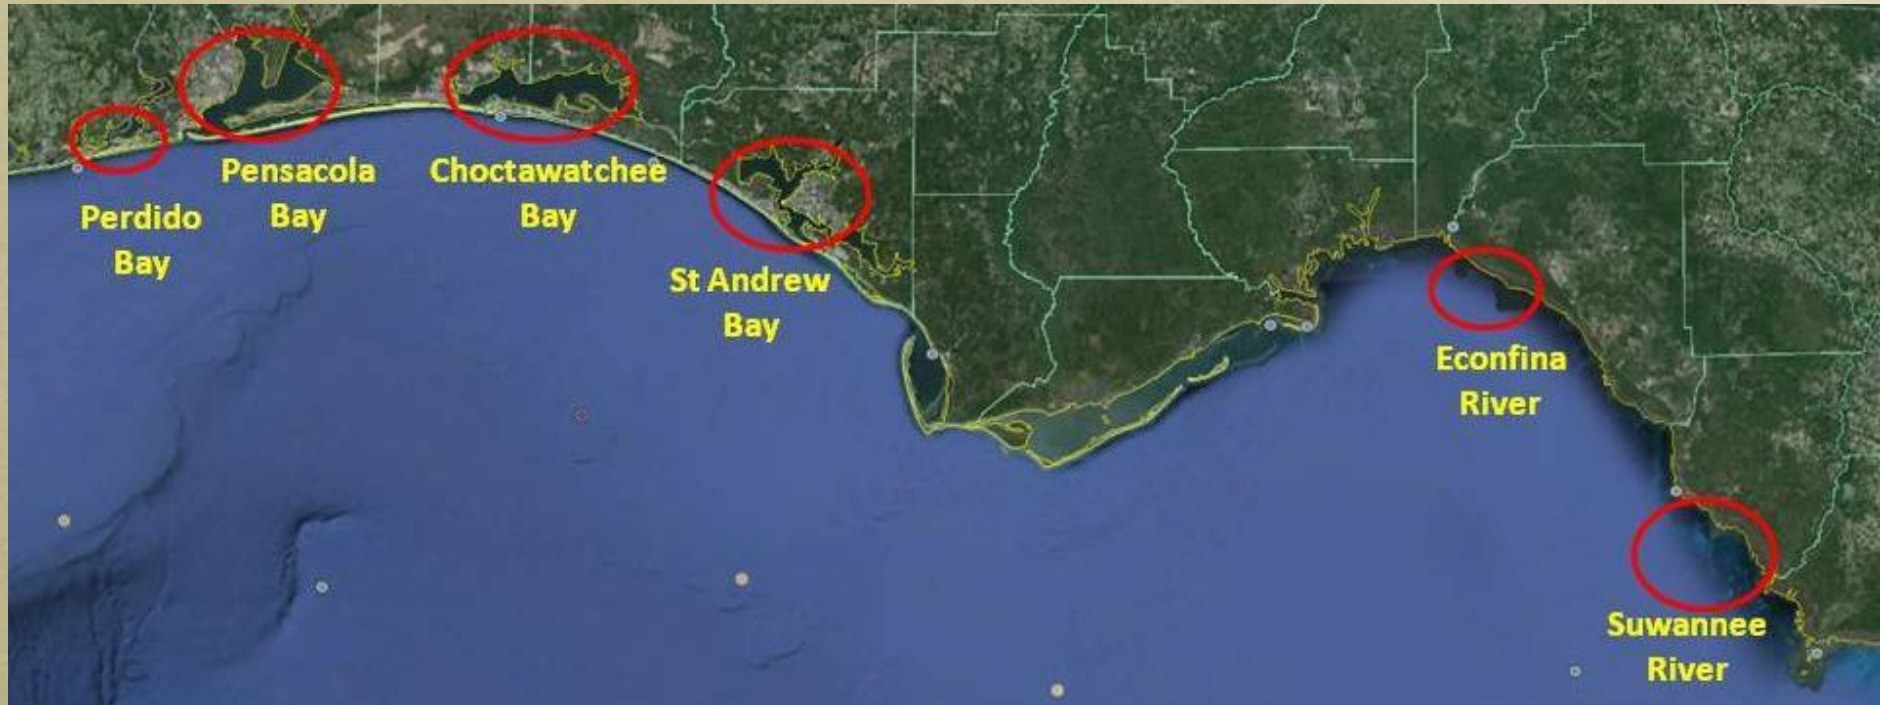 Perdido
Bay
Pensacola
Bay
Choctawatchee
Bay
St Andrew
Bay
Econfina
River
Suwannee
River